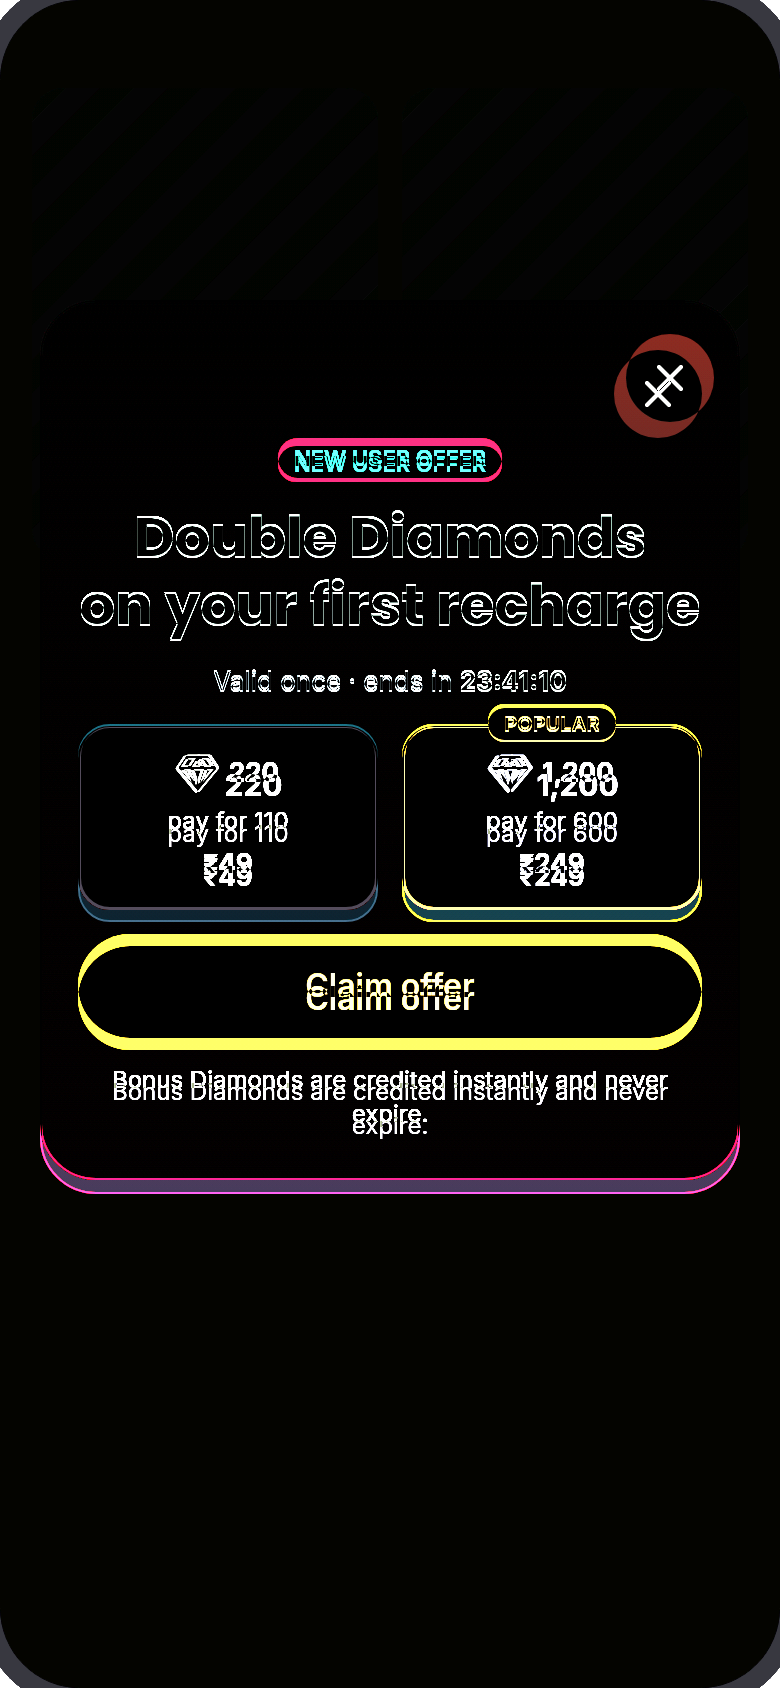 NEW USER OFFER
Double Diamonds
on your first recharge
Valid once · ends in 23:41:10
POPULAR
220
1,200
pay for 110
pay for 600
₹49
₹249
Claim offer
Bonus Diamonds are credited instantly and never
expire.